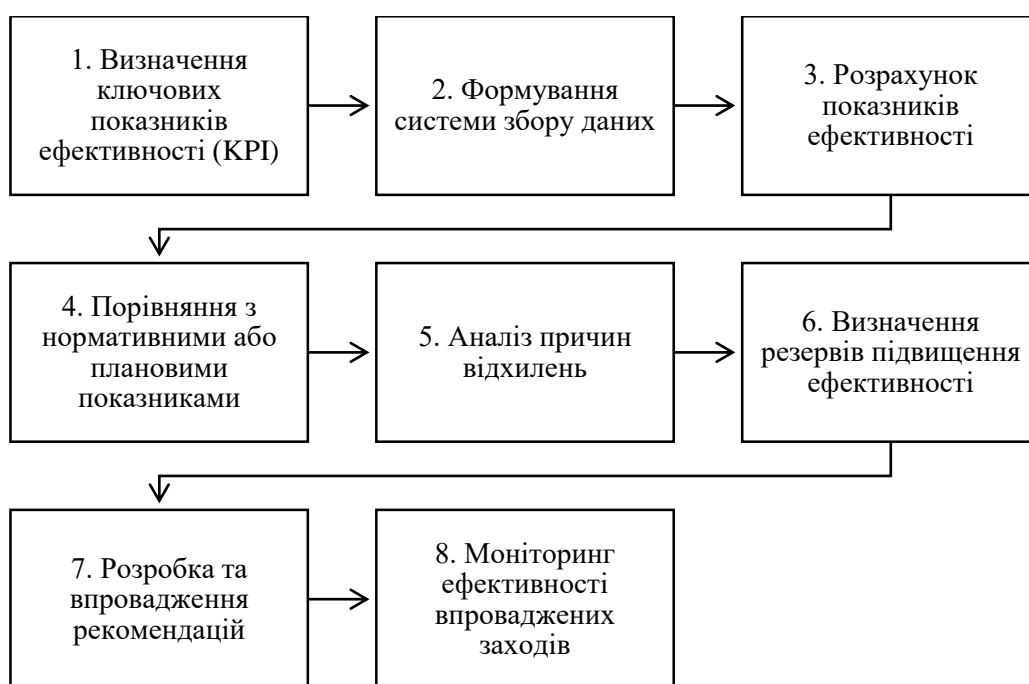 1. Визначення
ключових
показників
ефективності (KPI)
2. Формування
системи збору даних
3. Розрахунок
показників
ефективності
4. Порівняння з
нормативними або
плановими
показниками
5. Аналіз причин
відхилень
6. Визначення
резервів підвищення
ефективності
7. Розробка та
впровадження
рекомендацій
8. Моніторинг
ефективності
впроваджених
заходів